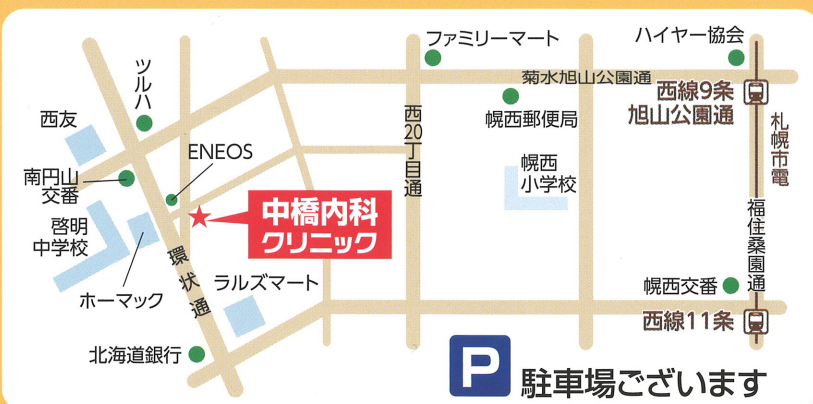 ファミリーマート
ハイヤー協会
ツルハ
菊水旭山公園通
西線9条
旭山公園通
西友
西20丁目通
幌西郵便局
札幌市電
ENEOS
南円山
交番
幌西
小学校
中橋内科
クリニック
啓明
中学校
福住桑園通
環状通
ホーマック
ラルズマート
幌西交番
西線11条
北海道銀行
P
駐車場ございます